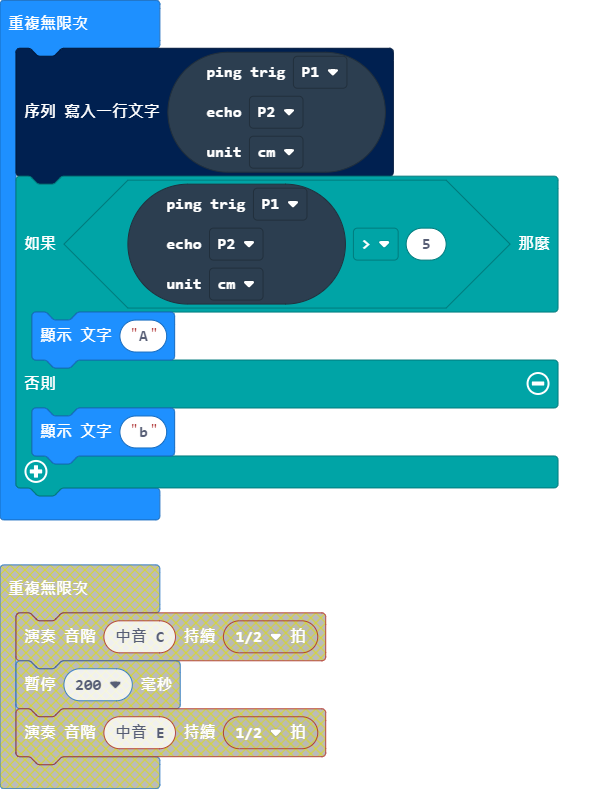 重複無限次
ping trig P1
序列 寫入一行文字 echo P2
unit cm
ping trig P1
如果 echo P2 > 5 那麼
unit cm
顯示 文字 "A"
否則
顯示 文字 "b"
重複無限次
演奏 音階 中音 C 持續 1/2 拍
暫停 200 毫秒
演奏 音階 中音 E 持續 1/2 拍